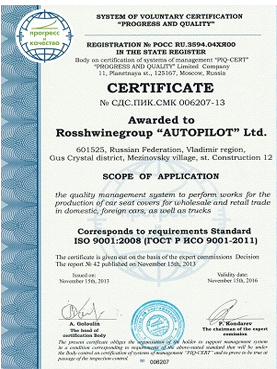 прогресс
и
качество
SYSTEM OF VOLUNTARY CERTIFICATION
"PROGRESS AND QUALITY"
REGISTRATION № РОСС RU.З594.04XR00
IN THE STATE REGISTER
Body on certification of systems of management "PIQ-CERT"
"PROGRESS AND QUALITY" Limited Company
11, Planetnaya st., 125167, Moscow, Russia
CERTIFICATE
№ СДС.ПИК.СМК 006207-13
Awarded to
Rosshwinegroup "AUTOPILOT" Ltd.
601525, Russian Federation, Vladimir region,
Gus Crystal district, Mezinovsky village, st. Construction 12
SCOPE OF APPLICATION
the quality management system to perform works for the
production of car seat covers for wholesale and retail trade
in domestic, foreign cars, as well as trucks
Corresponds to requirements Standard
ISO 9001:2008 (ГОСТ Р ИСО 9001-2011)
The certificate is given out on the basis of the expert commissions Decision
The report № 42 published on November 15th, 2013
Issued on:
November 15th, 2013
Validity date:
November 15th, 2016
A. Goloulin
The head of
certification Body
P. Kondarev
The chairman of the expert
comission
The present certificate obliges the organization of the holder to support management system
in a condition corresponding to requirements of the above-stated standard that will be under
the Body control on certification of systems of management "PIQ-CERT" and is to prove to be true at
passage of the inspection control.
№ 006207